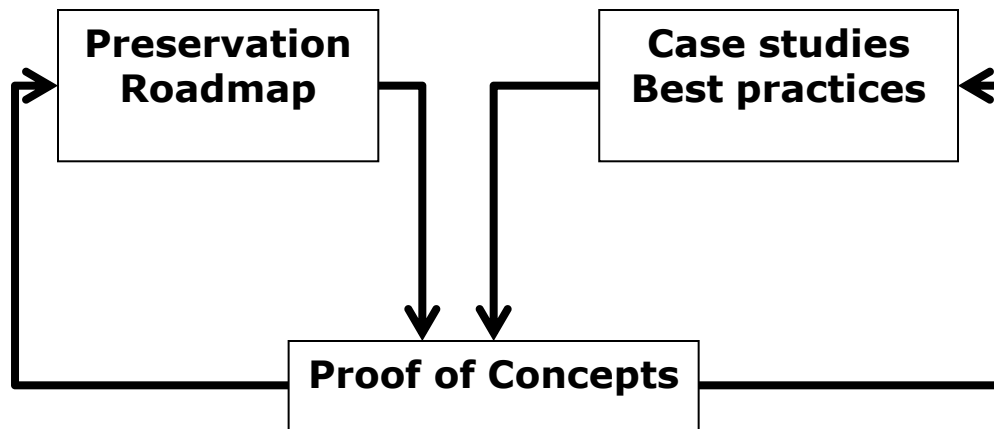 Preservation
Roadmap
Case studies
Best practices
Proof of Concepts